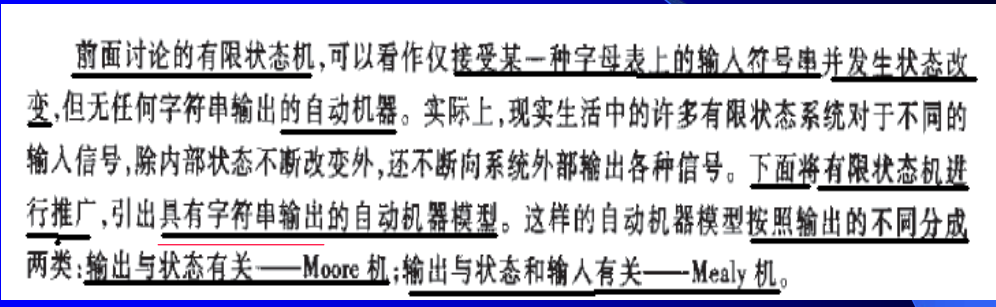 前面讨论的有限状态机,可以看作仅接受某一种字母表上的输入符号串并发生状态改
变,但无任何字符串输出的自动机器。实际上,现实生活中的许多有限状态系统对于不同的
输入信号,除内部状态不断改变外,还不断向系统外部输出各种信号。下面将有限状态机进
行推广,引出具有字符串输出的自动机器模型。这样的自动机器模型按照输出的不同分成
两类:输出与状态有关——Moore 机;输出与状态和输入有关——Mealy 机。